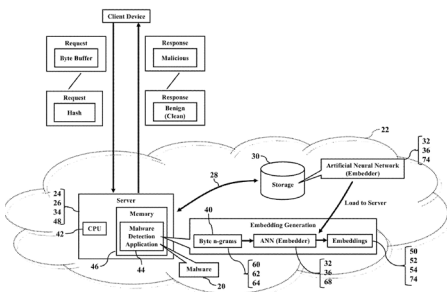 Client Device
Request
Byte Buffer
Response
Malicious
Request
Hash
Response
Benign
(Clean)
22
32
36
74
30
Artificial Neural Network
(Embedder)
Storage
28
Load to Server
24
26
34
48
42
Server
CPU
Memory
Malware
Detection
Application
40
Embedding Generation
Byte n-grams
ANN (Embedder)
Embeddings
50
52
54
74
46
44
Malware
20
60
62
64
32
36
68